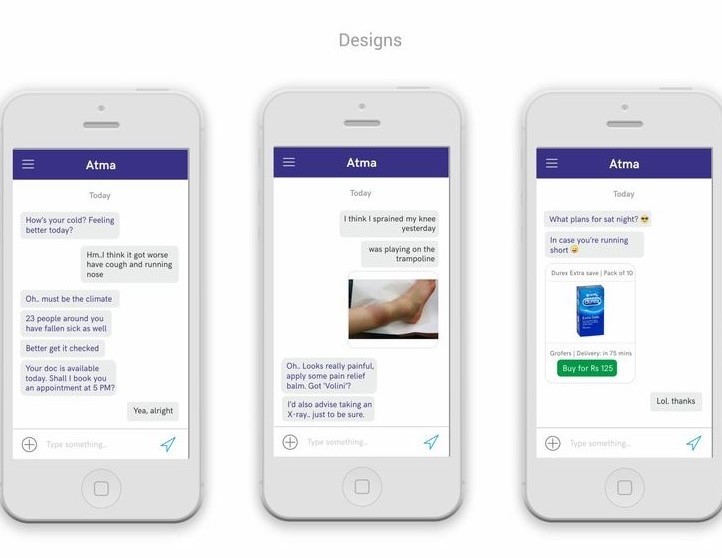 Designs
Atma
Today
How's your cold? Feeling
better today?
Hm..I think it got worse
have cough and running
nose
Oh.. must be the climate
23 people around you
have fallen sick as well
Better get it checked
Your doc is available
today. Shall I book you
an appointment at 5 PM?
Yea, alright
Type something..
Atma
Today
I think I sprained my knee
yesterday
was playing on the
trampoline
Oh.. Looks really painful,
apply some pain relief
balm. Got 'Volini'?
I'd also advise taking an
X-ray.. just to be sure.
Type something..
Atma
Today
What plans for sat night? 😎
In case you're running
short 😄
Durex Extra save | Pack of 10
durex
Grofers | Delivery: in 75 mins
Buy for Rs 125
Lol. thanks
Type something..